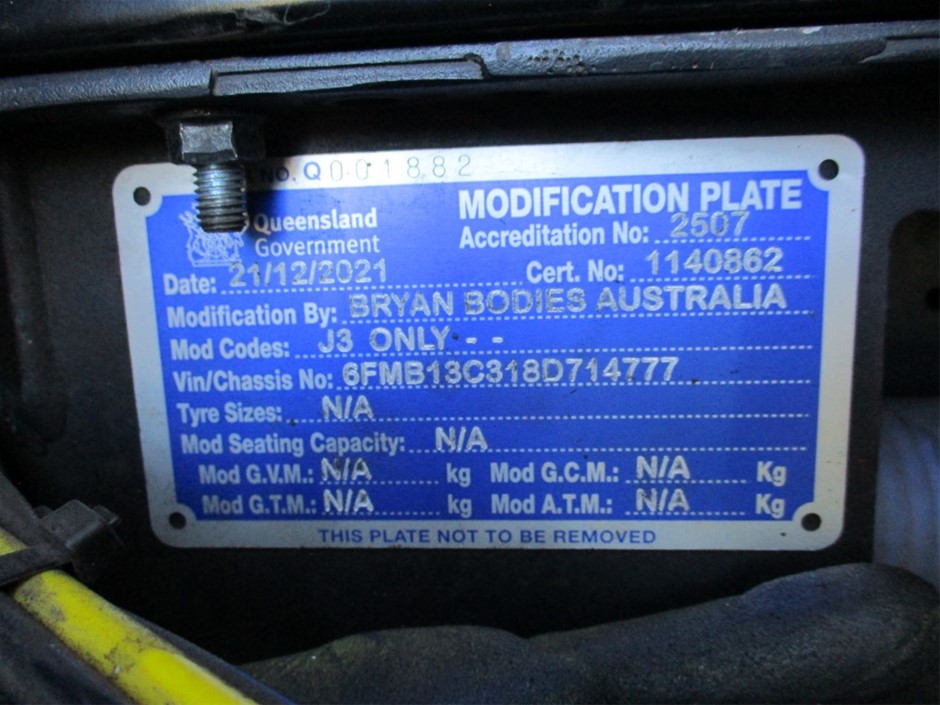 NO. Q001882
Queensland
Government
MODIFICATION PLATE
Accreditation No: 2507
Date: 21/12/2021 Cert. No: 1140862
Modification By: BRYAN BODIES AUSTRALIA
Mod Codes: J3 ONLY - -
Vin/Chassis No: 6FMB13C318D714777
Tyre Sizes: N/A
Mod Seating Capacity: N/A
Mod G.V.M.: N/A kg Mod G.C.M.: N/A Kg
Mod G.T.M.: N/A kg Mod A.T.M.: N/A Kg
THIS PLATE NOT TO BE REMOVED